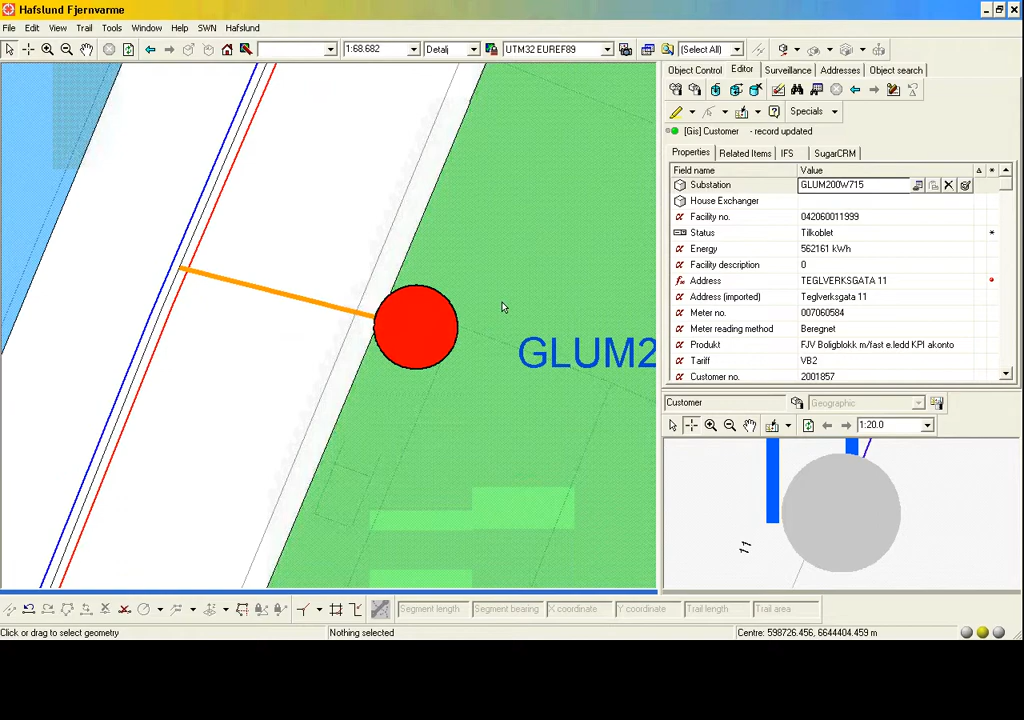 Hafslund Fjernvarme
File Edit View Trail Tools Window Help SWN Hafslund
1:68.682 Detalj UTM32 EUREF89 (Select All)
Object Control Editor Surveillance Addresses Object search
Specials
[Gis] Customer - record updated
Properties Related Items IFS SugarCRM
Field name Value
Substation GLUM200W715
House Exchanger
Facility no. 042060011999
Status Tilkoblet *
Energy 562161 kWh
Facility description 0
Address TEGLVERKSGATA 11
Address (imported) Teglverksgata 11
Meter no. 007060584
Meter reading method Beregnet
Produkt FJV Boligblokk m/fast e.ledd KPI akonto
Tariff VB2
Customer no. 2001857
GLUM2
Customer Geographic
1:20.0
11
Segment length Segment bearing X coordinate Y coordinate Trail length Trail area
Click or drag to select geometry Nothing selected Centre: 598726.456, 6644404.459 m